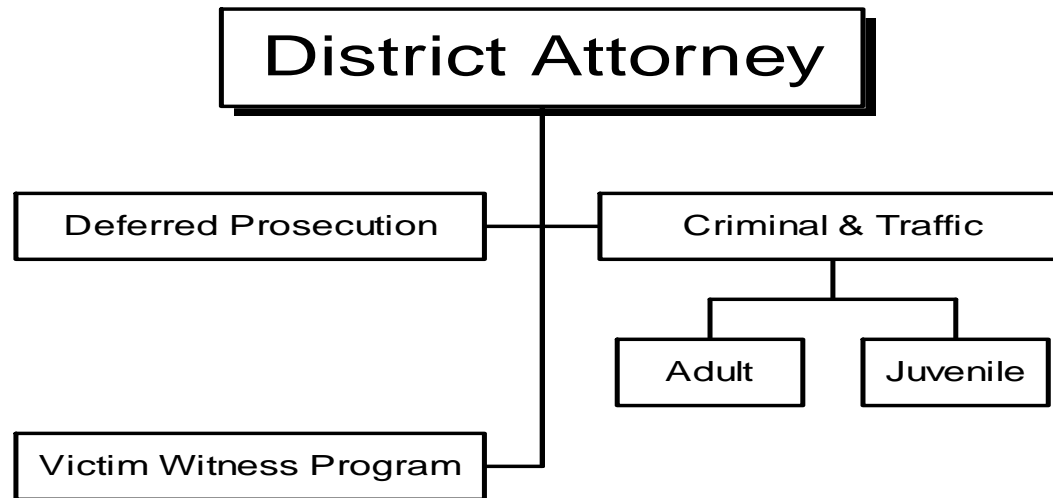 District Attorney
Deferred Prosecution
Criminal & Traffic
Adult
Juvenile
Victim Witness Program